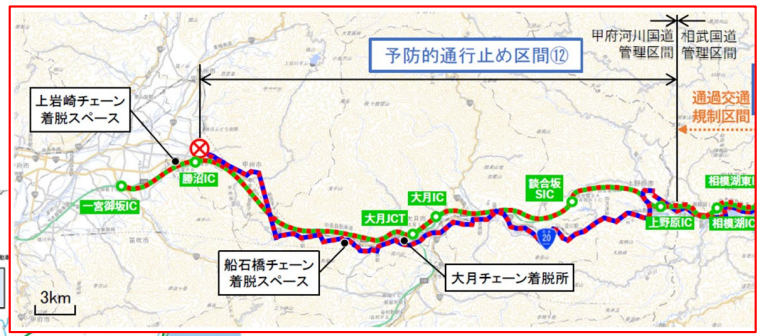 甲府河川国道
管理区間
相武国道
管理区間
予防的通行止め区間⑫
通過交通
規制区間
上岩崎チェーン
着脱スペース
勝沼IC
一宮御坂IC
大月JCT
大月IC
談合坂
SIC
上野原IC
相模湖東I
相模湖IC
20
船石橋チェーン
着脱スペース
大月チェーン着脱所
3km